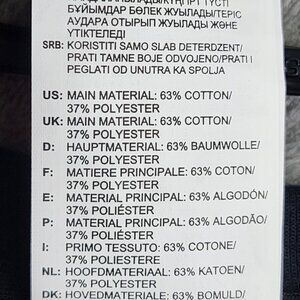 БҰЙЫМДАР БӨЛЕК ЖУЫЛАДЫ/ТЕРІС
АУДАРА ОТЫРЫП ЖУЫЛАДЫ ЖӘНЕ
ҮТІКТЕЛЕДІ
SRB: KORISTITI SAMO SLAB DETERDZENT/
PRATI TAMNE BOJE ODVOJENO/PRATI I
PEGLATI OD UNUTRA KA SPOLJA
US: MAIN MATERIAL: 63% COTTON/
37% POLYESTER
UK: MAIN MATERIAL: 63% COTTON/
37% POLYESTER
D: HAUPTMATERIAL: 63% BAUMWOLLE/
37% POLYESTER
F: MATIERE PRINCIPALE: 63% COTON/
37% POLYESTER
E: MATERIAL PRINCIPAL: 63% ALGODÓN/
37% POLIÉSTER
P: MATERIAL PRINCIPAL: 63% ALGODÃO/
37% POLIÉSTER
I: PRIMO TESSUTO: 63% COTONE/
37% POLIESTERE
NL: HOOFDMATERIAAL: 63% KATOEN/
37% POLYESTER
DK: HOVEDMATERIALE: 63% BOMULD/